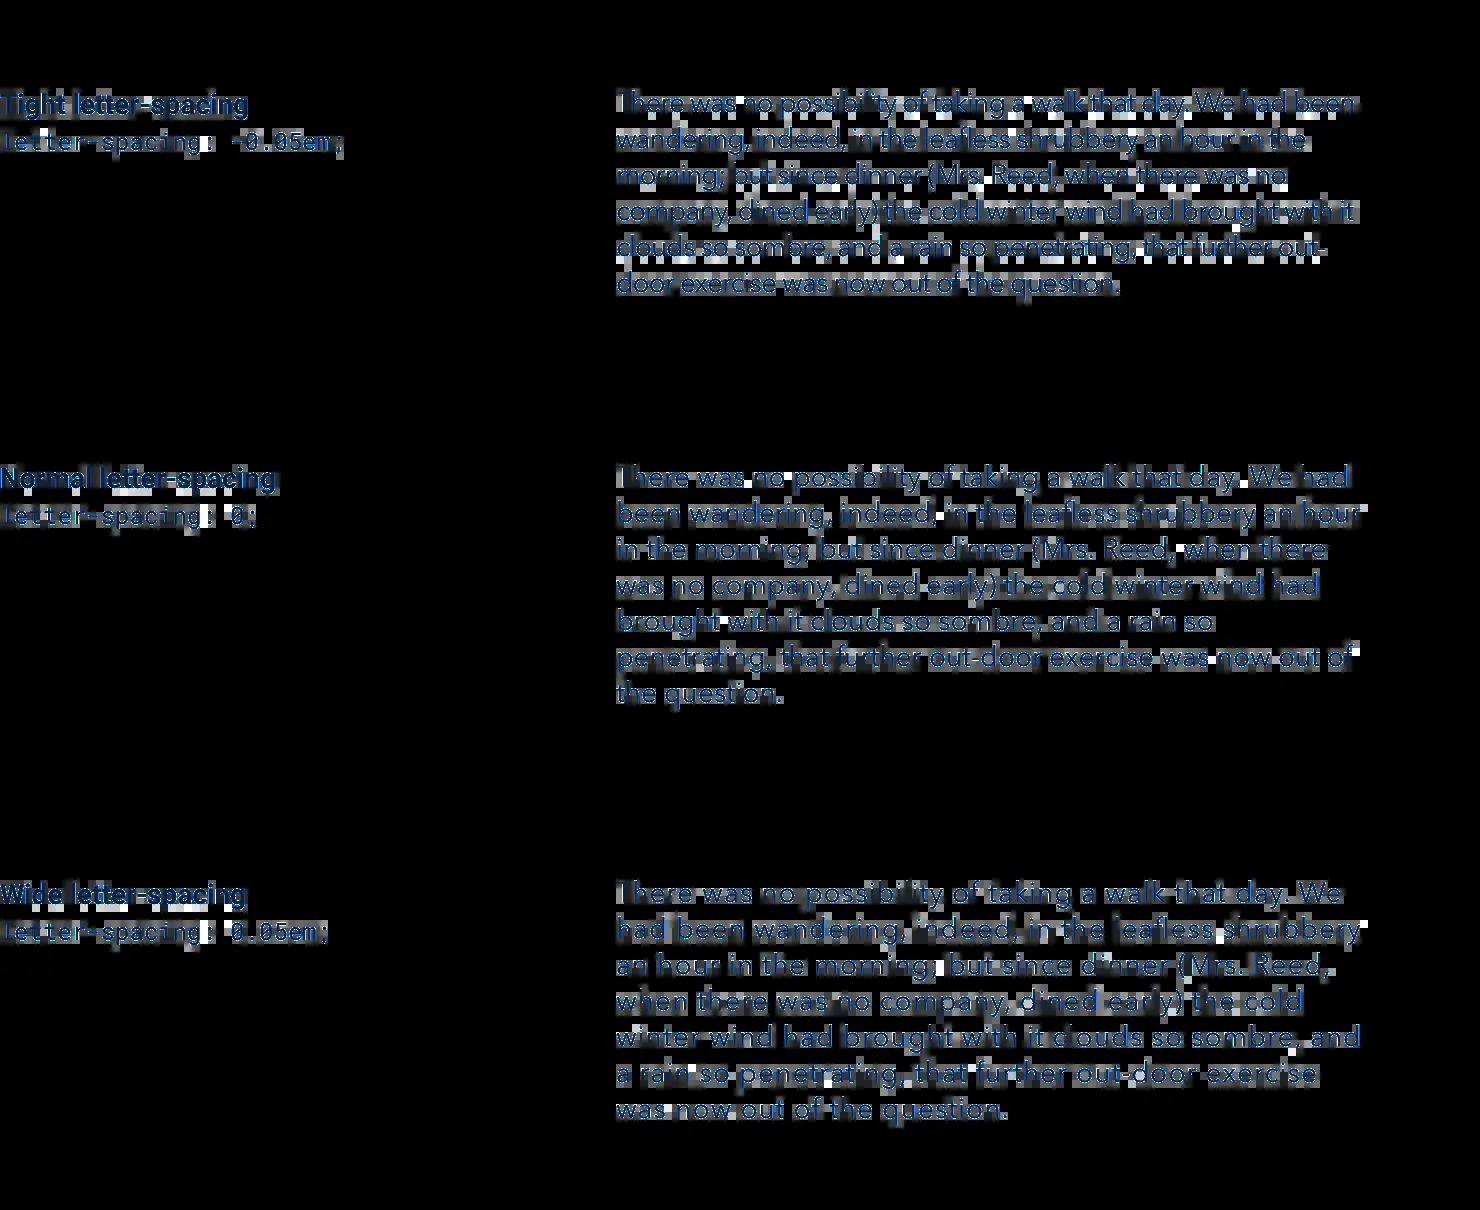 Tight letter-spacing
letter-spacing: -0.05em;
There was no possibility of taking a walk that day. We had been
wandering, indeed, in the leafless shrubbery an hour in the
morning; but since dinner (Mrs. Reed, when there was no
company, dined early) the cold winter wind had brought with it
clouds so sombre, and a rain so penetrating, that further out-
door exercise was now out of the question.
Normal letter-spacing
letter-spacing: 0;
There was no possibility of taking a walk that day. We had
been wandering, indeed, in the leafless shrubbery an hour
in the morning; but since dinner (Mrs. Reed, when there
was no company, dined early) the cold winter wind had
brought with it clouds so sombre, and a rain so
penetrating, that further out-door exercise was now out of
the question.
Wide letter-spacing
letter-spacing: 0.05em;
There was no possibility of taking a walk that day. We
had been wandering, indeed, in the leafless shrubbery
an hour in the morning; but since dinner (Mrs. Reed,
when there was no company, dined early) the cold
winter wind had brought with it clouds so sombre, and
a rain so penetrating, that further out-door exercise
was now out of the question.